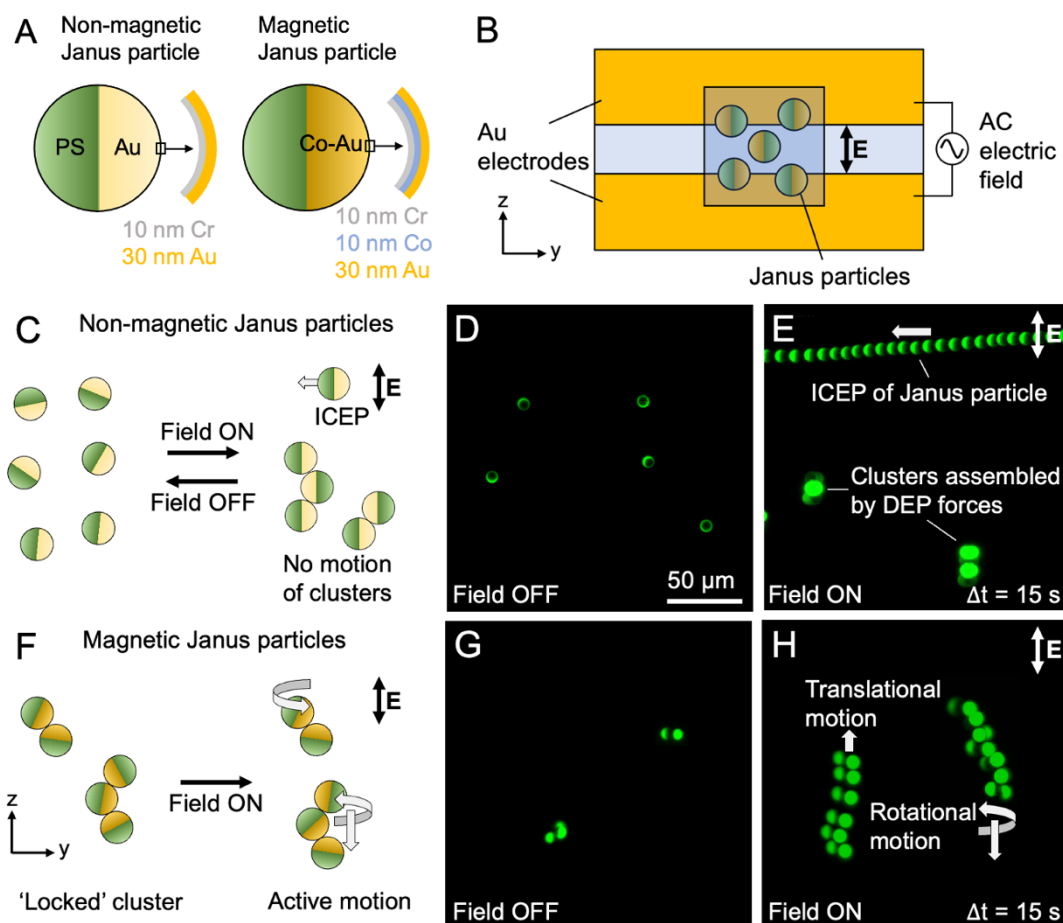 A
Non-magnetic
Janus particle
PS
Au
10 nm Cr
30 nm Au
Magnetic
Janus particle
Co-Au
10 nm Cr
10 nm Co
30 nm Au
B
Au
electrodes
E
AC
electric
field
z
y
Janus particles
C
Non-magnetic Janus particles
Field ON
Field OFF
E
ICEP
No motion
of clusters
D
Field OFF
50 µm
E
E
ICEP of Janus particle
Clusters assembled
by DEP forces
Field ON
Δt = 15 s
F
Magnetic Janus particles
E
Field ON
z
y
'Locked' cluster
Active motion
G
Field OFF
H
E
Translational
motion
Rotational
motion
Field ON
Δt = 15 s